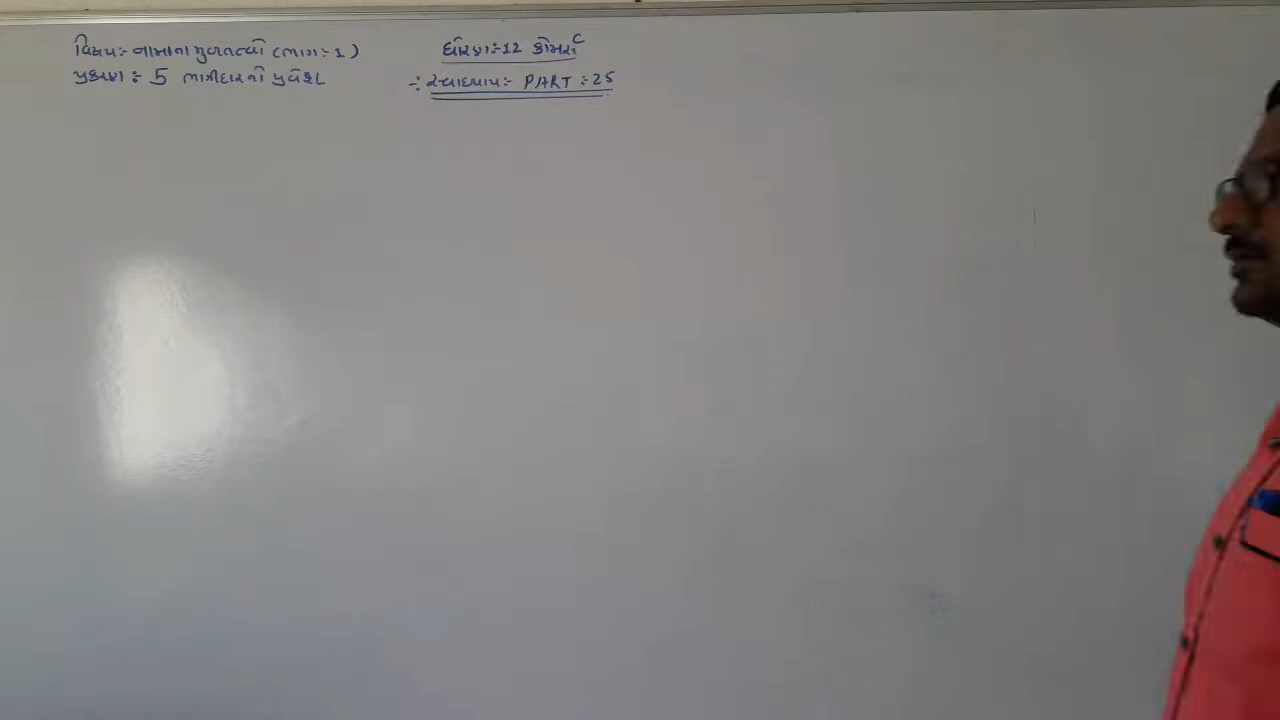 વિષય:- નામાના મુળતત્વો (ભાગ:-1)
ધોરણ:-12 કોમર્સ
પ્રકરણ :- 5 ભાગીદારનો પ્રવેશ
-: સ્વાધ્યાય:- PART :- 25